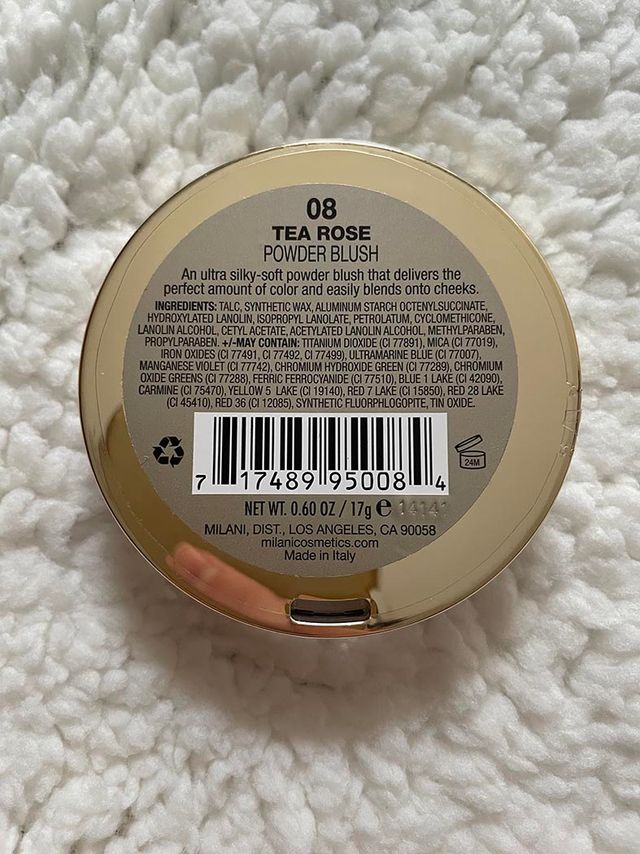 08
TEA ROSE
POWDER BLUSH
An ultra silky-soft powder blush that delivers the
perfect amount of color and easily blends onto cheeks.
INGREDIENTS: TALC, SYNTHETIC WAX, ALUMINUM STARCH OCTENYLSUCCINATE,
HYDROXYLATED LANOLIN, ISOPROPYL LANOLATE, PETROLATUM, CYCLOMETHICONE,
LANOLIN ALCOHOL, CETYL ACETATE, ACETYLATED LANOLIN ALCOHOL, METHYLPARABEN,
PROPYLPARABEN. +/-MAY CONTAIN: TITANIUM DIOXIDE (CI 77891), MICA (CI 77019),
IRON OXIDES (CI 77491, CI 77492, CI 77499), ULTRAMARINE BLUE (CI 77007),
MANGANESE VIOLET (CI 77742), CHROMIUM HYDROXIDE GREEN (CI 77289), CHROMIUM
OXIDE GREENS (CI 77288), FERRIC FERROCYANIDE (CI 77510), BLUE 1 LAKE (CI 42090),
CARMINE (CI 75470), YELLOW 5 LAKE (CI 19140), RED 7 LAKE (CI 15850), RED 28 LAKE
(CI 45410), RED 36 (CI 12085), SYNTHETIC FLUORPHLOGOPITE, TIN OXIDE.
24M
7 17489 95008 4
NET WT. 0.60 OZ / 17g e
MILANI, DIST., LOS ANGELES, CA 90058
milanicosmetics.com
Made in Italy